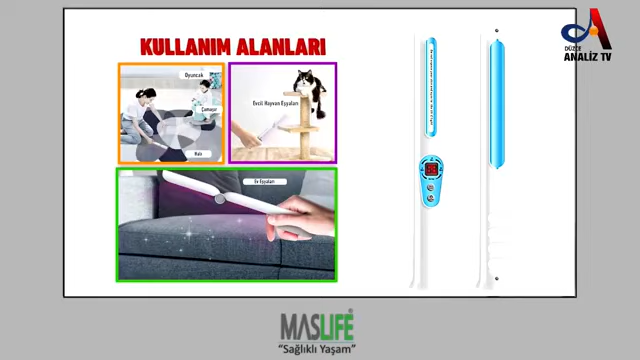 KULLANIM ALANLARI
DÜZCE
ANALİZ TV
Oyuncak
Çamaşır
Halı
Evcil Hayvan Eşyaları
Ev Eşyaları
MASLIFE®
"Sağlıklı Yaşam"